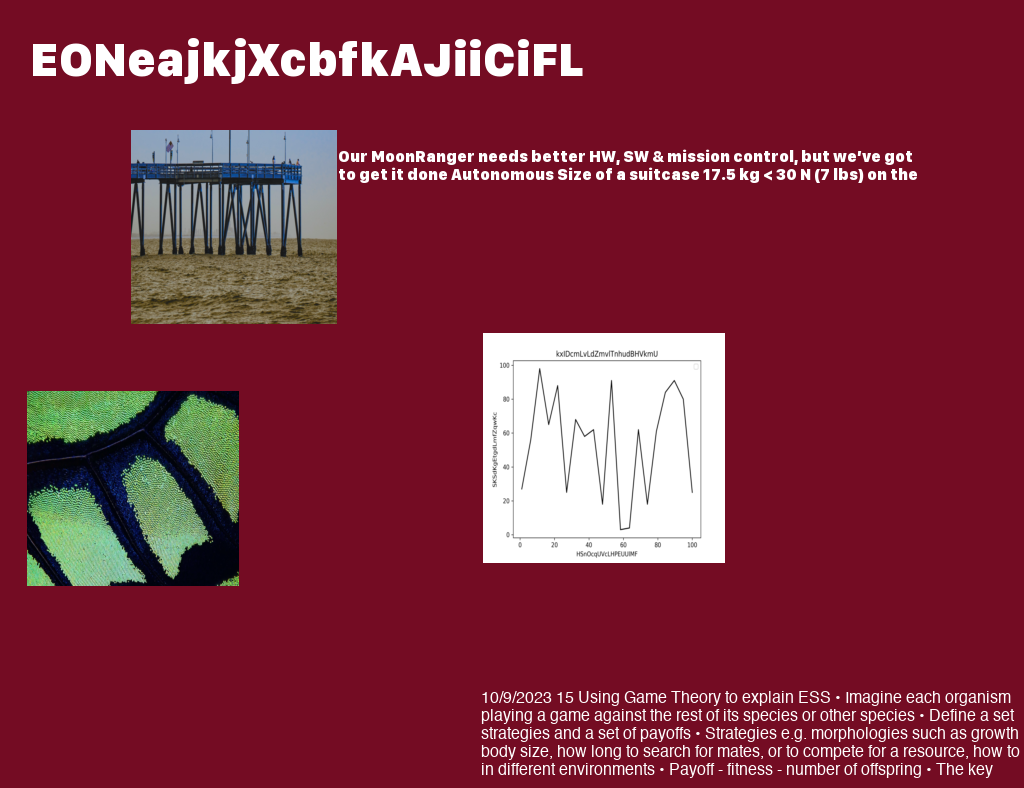 EONeajkjXcbfkAJiiCiFL
Our MoonRanger needs better HW, SW & mission control, but we've got
to get it done Autonomous Size of a suitcase 17.5 kg < 30 N (7 lbs) on the
kxIDcmLvLdZmvlTnhudBHVkmU
100
80
60
40
20
0
0 20 40 60 80 100
HSnOcqUVcLHPEUUIMF
10/9/2023 15 Using Game Theory to explain ESS • Imagine each organism
playing a game against the rest of its species or other species • Define a set
strategies and a set of payoffs • Strategies e.g. morphologies such as growth
body size, how long to search for mates, or to compete for a resource, how to
in different environments • Payoff - fitness - number of offspring • The key